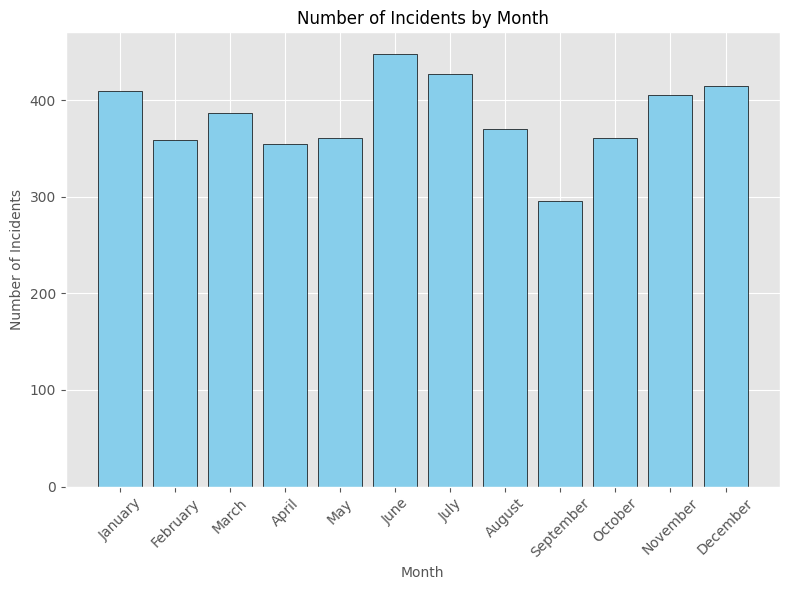 Number of Incidents by Month
Number of Incidents
400
300
200
100
0
January
February
March
April
May
June
July
August
September
October
November
December
Month